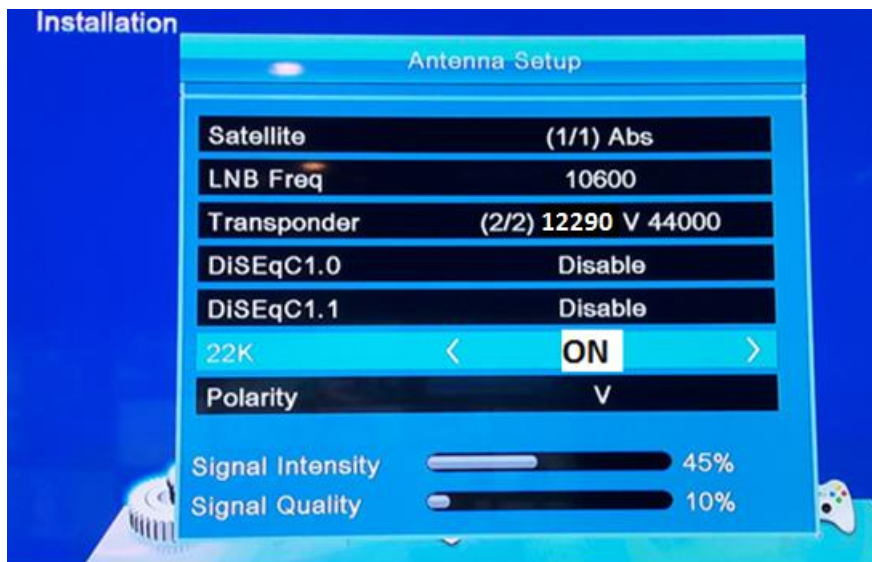 Installation
Antenna Setup
Satellite (1/1) Abs
LNB Freq 10600
Transponder (2/2) 12290 V 44000
DiSEqC1.0 Disable
DiSEqC1.1 Disable
22K < ON >
Polarity V
Signal Intensity 45%
Signal Quality 10%